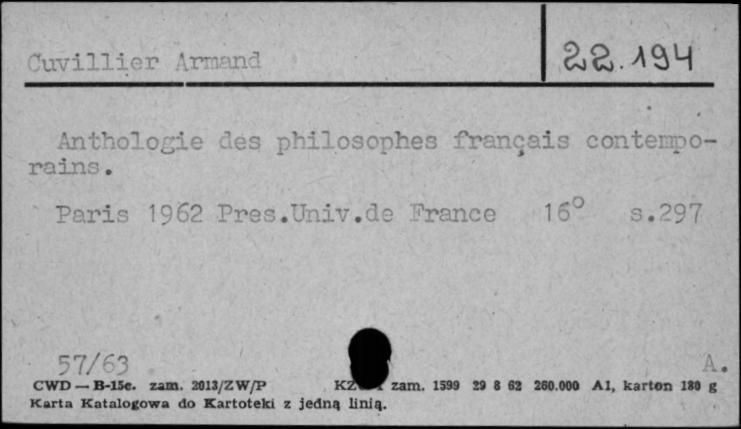 Cuvillier Armand 22.194
Anthologie des philosophes français contempo-
rains.
Paris 1962 Pres.Univ.de France 16° s.297
57/63 A.
CWD — B-15c. zam. 2013/ZW/P zam. 1599 29 8 62 260.000 A1, karton 180 g
Karta Katalogowa do Kartoteki z jedną linią.